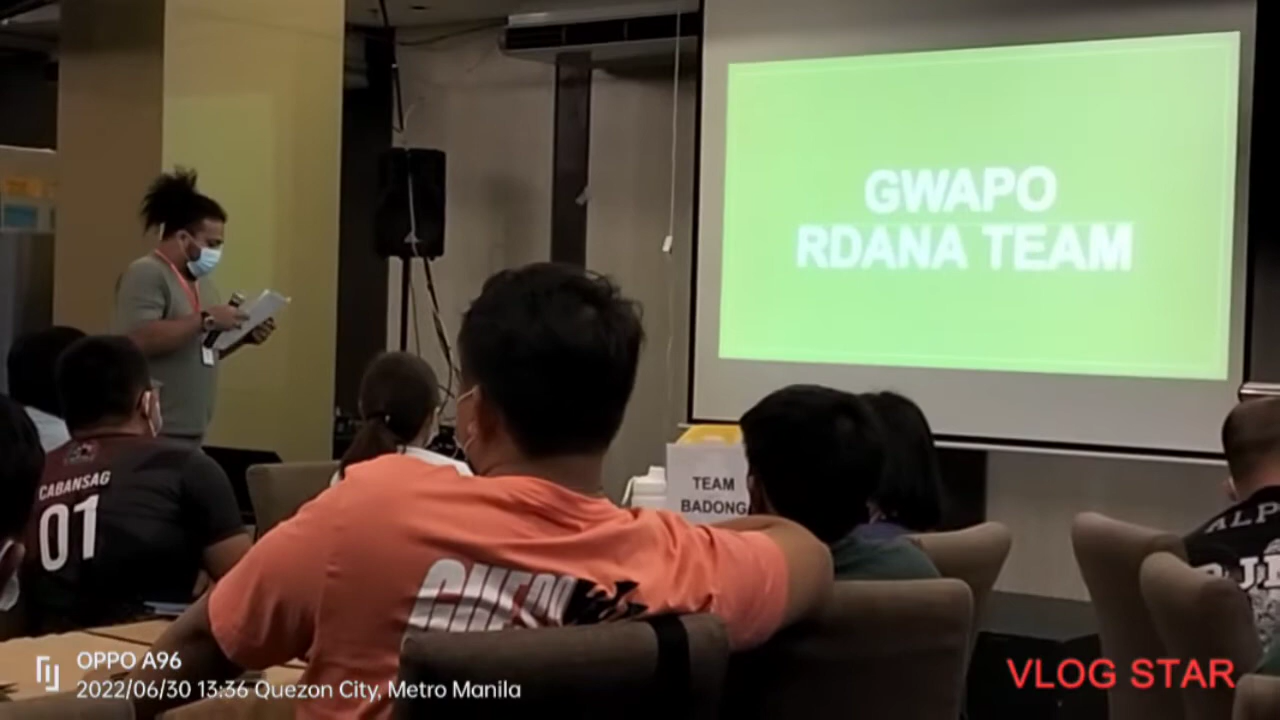 GWAPO
RDANA TEAM
CABANSAG
01
TEAM
BADONG
ALP
OPPO A96
2022/06/30 13:36 Quezon City, Metro Manila
VLOG STAR